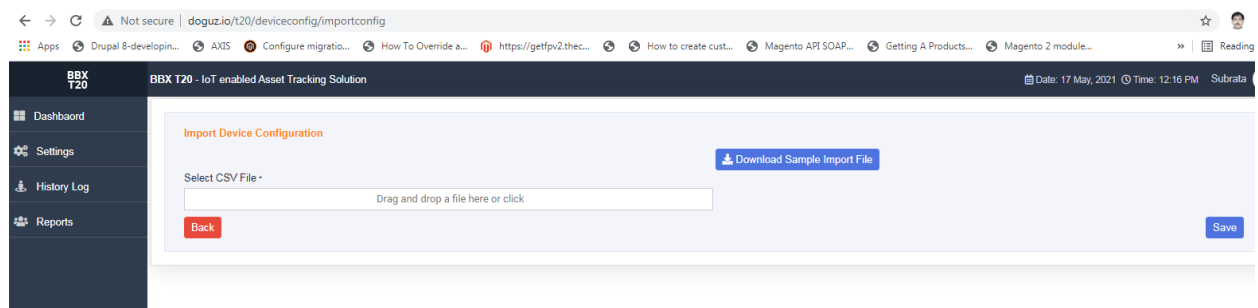 Not secure | doguz.io/t20/deviceconfig/importconfig
Apps Drupal 8-developin... AXIS Configure migratio... How To Override a... https://getfpv2.thec... How to create cust... Magento API SOAP... Getting A Products... Magento 2 module... » Reading
BBX T20 BBX T20 - IoT enabled Asset Tracking Solution Date: 17 May, 2021 Time: 12:16 PM Subrata
Dashbaord
Import Device Configuration
Settings
Download Sample Import File
Select CSV File *
History Log
Drag and drop a file here or click
Reports
Back Save